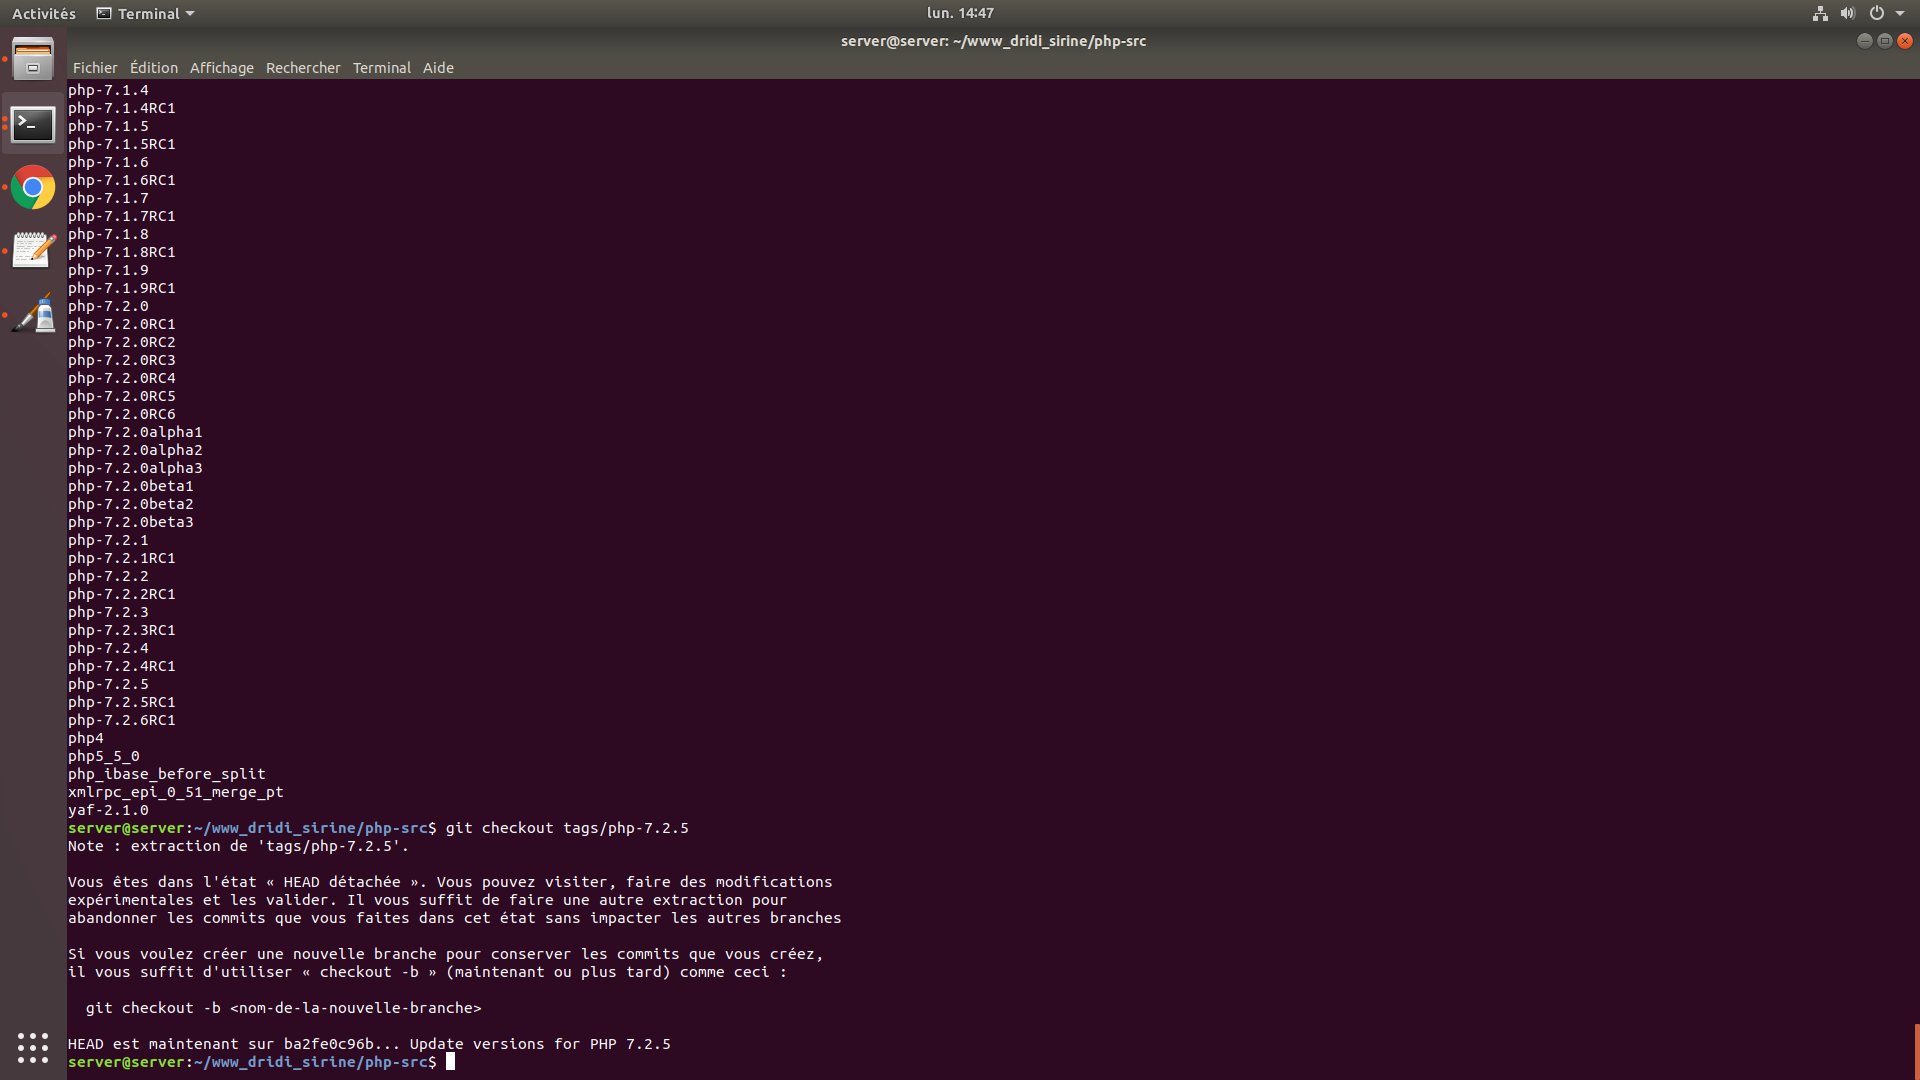 Activités Terminal lun. 14:47
server@server: ~/www_dridi_sirine/php-src
Fichier Édition Affichage Rechercher Terminal Aide
php-7.1.4
php-7.1.4RC1
php-7.1.5
php-7.1.5RC1
php-7.1.6
php-7.1.6RC1
php-7.1.7
php-7.1.7RC1
php-7.1.8
php-7.1.8RC1
php-7.1.9
php-7.1.9RC1
php-7.2.0
php-7.2.0RC1
php-7.2.0RC2
php-7.2.0RC3
php-7.2.0RC4
php-7.2.0RC5
php-7.2.0RC6
php-7.2.0alpha1
php-7.2.0alpha2
php-7.2.0alpha3
php-7.2.0beta1
php-7.2.0beta2
php-7.2.0beta3
php-7.2.1
php-7.2.1RC1
php-7.2.2
php-7.2.2RC1
php-7.2.3
php-7.2.3RC1
php-7.2.4
php-7.2.4RC1
php-7.2.5
php-7.2.5RC1
php-7.2.6RC1
php4
php5_5_0
php_ibase_before_split
xmlrpc_epi_0_51_merge_pt
yaf-2.1.0
server@server:~/www_dridi_sirine/php-src$ git checkout tags/php-7.2.5
Note : extraction de 'tags/php-7.2.5'.
Vous êtes dans l'état « HEAD détachée ». Vous pouvez visiter, faire des modifications
expérimentales et les valider. Il vous suffit de faire une autre extraction pour
abandonner les commits que vous faites dans cet état sans impacter les autres branches
Si vous voulez créer une nouvelle branche pour conserver les commits que vous créez,
il vous suffit d'utiliser « checkout -b » (maintenant ou plus tard) comme ceci :
git checkout -b <nom-de-la-nouvelle-branche>
HEAD est maintenant sur ba2fe0c96b... Update versions for PHP 7.2.5
server@server:~/www_dridi_sirine/php-src$